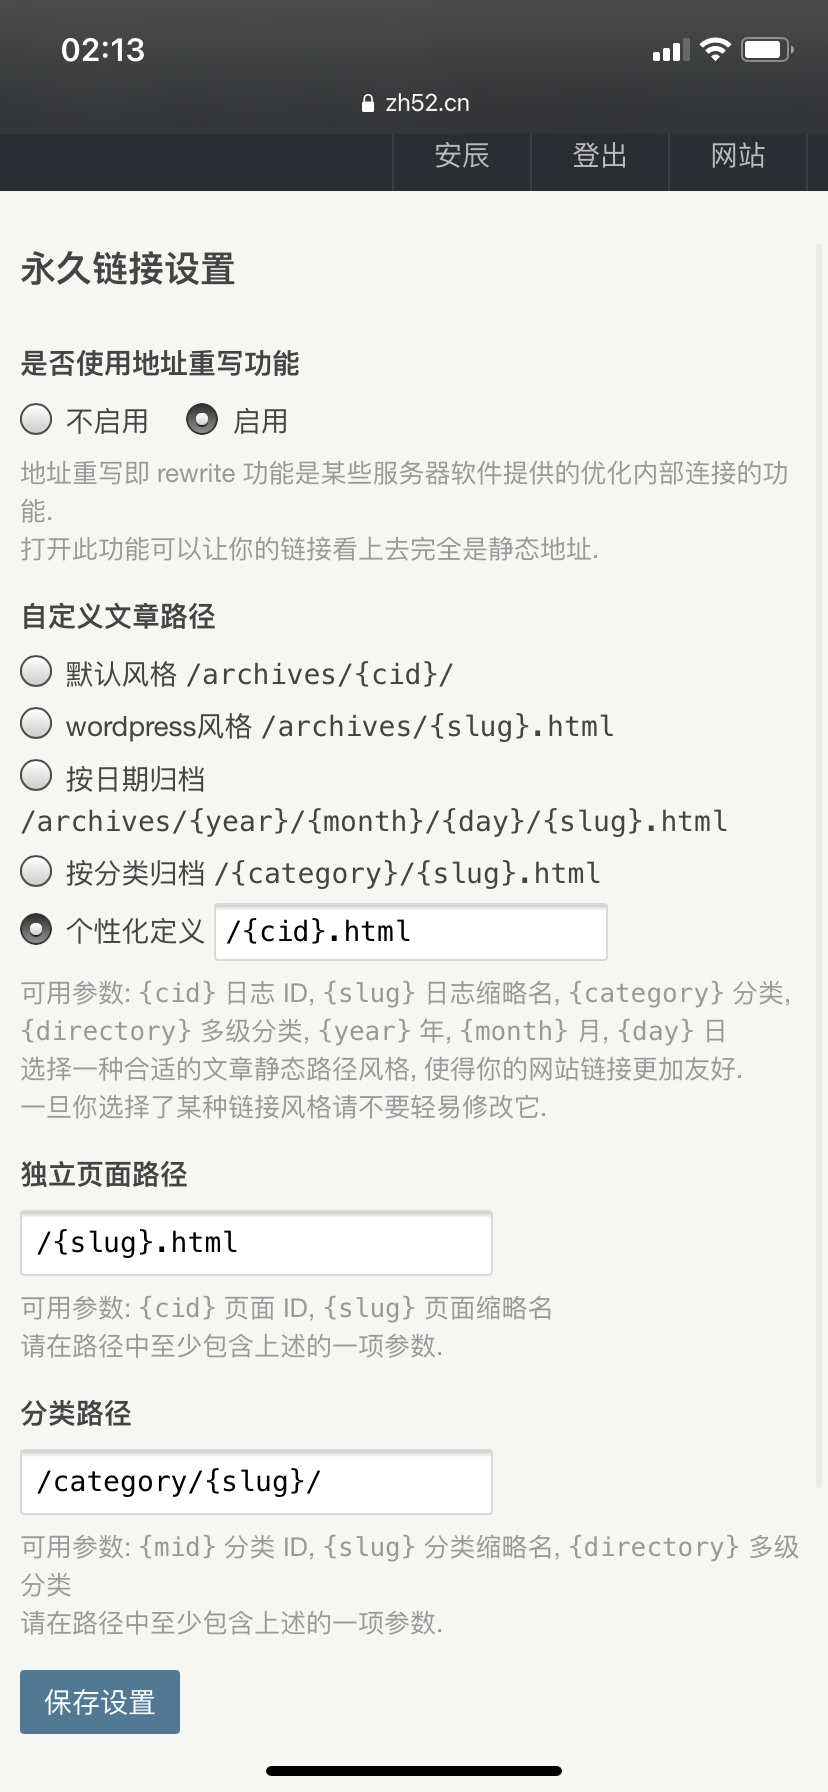 02:13
zh52.cn
安辰 登出 网站
永久链接设置
是否使用地址重写功能
不启用 启用
地址重写即 rewrite 功能是某些服务器软件提供的优化内部连接的功
能.
打开此功能可以让你的链接看上去完全是静态地址.
自定义文章路径
默认风格 /archives/{cid}/
wordpress风格 /archives/{slug}.html
按日期归档
/archives/{year}/{month}/{day}/{slug}.html
按分类归档 /{category}/{slug}.html
个性化定义 /{cid}.html
可用参数: {cid} 日志 ID, {slug} 日志缩略名, {category} 分类,
{directory} 多级分类, {year} 年, {month} 月, {day} 日
选择一种合适的文章静态路径风格, 使得你的网站链接更加友好.
一旦你选择了某种链接风格请不要轻易修改它.
独立页面路径
/{slug}.html
可用参数: {cid} 页面 ID, {slug} 页面缩略名
请在路径中至少包含上述的一项参数.
分类路径
/category/{slug}/
可用参数: {mid} 分类 ID, {slug} 分类缩略名, {directory} 多级
分类
请在路径中至少包含上述的一项参数.
保存设置